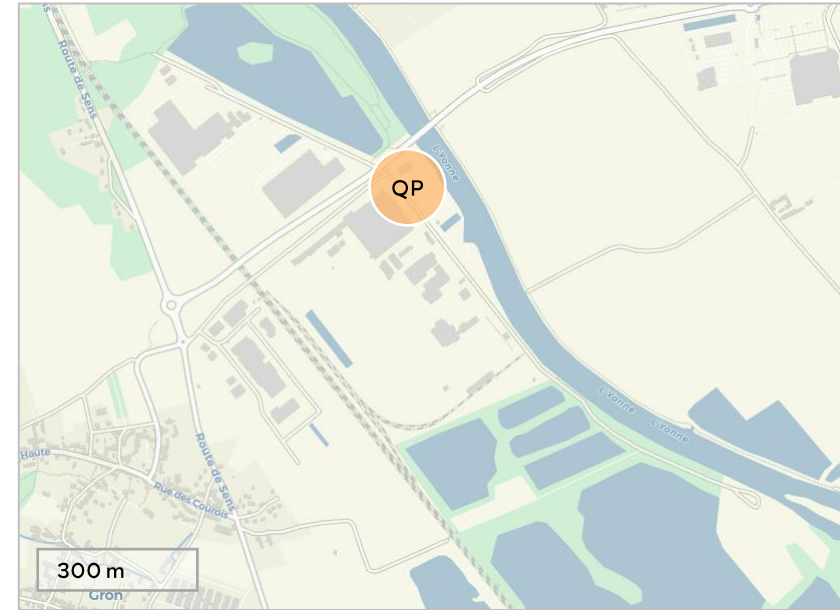 s
Route de Sens
QP
L'Yonne
L'Yonne
L'Yonne
Haute
Route de Sens
Rue des Courois
300 m
Gron